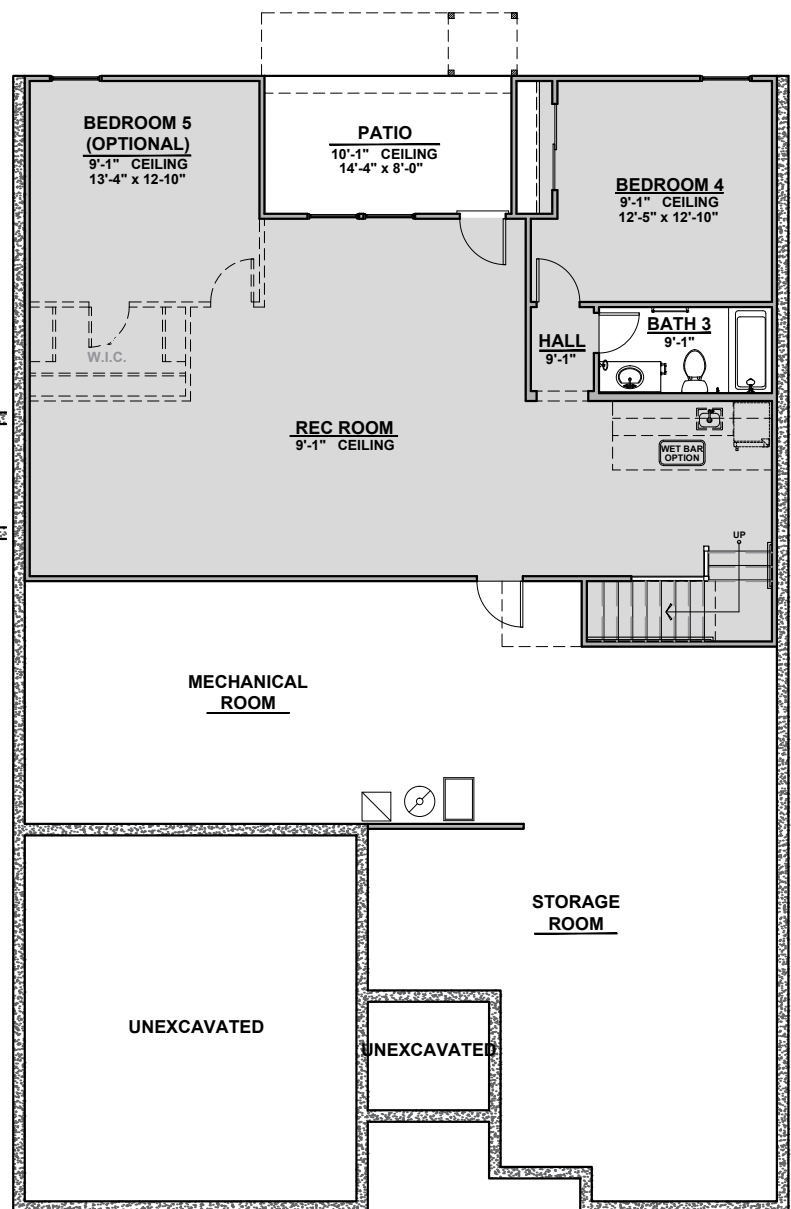 BEDROOM 5
(OPTIONAL)
9'-1" CEILING
13'-4" x 12-10"
PATIO
10'-1" CEILING
14'-4" x 8'-0"
BEDROOM 4
9'-1" CEILING
12'-5" x 12'-10"
W.I.C.
HALL
9'-1"
BATH 3
9'-1"
REC ROOM
9'-1" CEILING
WET BAR
OPTION
UP
MECHANICAL
ROOM
STORAGE
ROOM
UNEXCAVATED
UNEXCAVATED